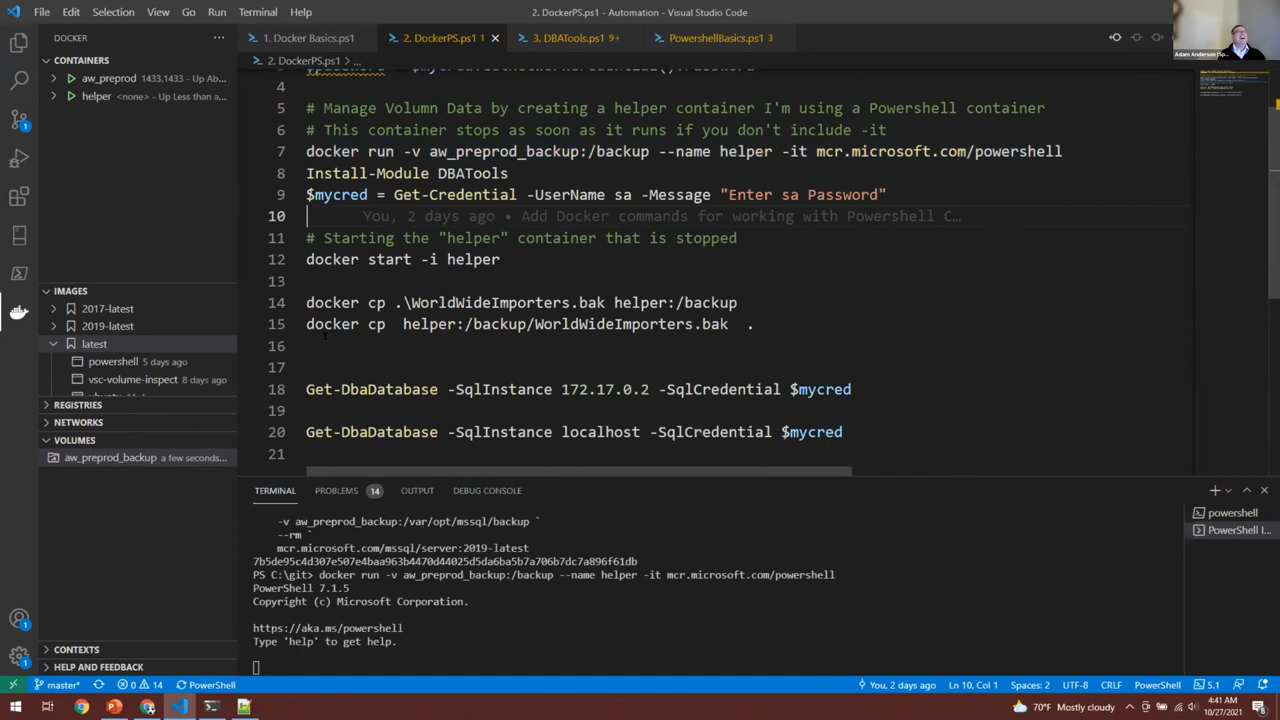 File Edit Selection View Go Run Terminal Help
2. DockerPS.ps1 - Automation - Visual Studio Code
Adam Anderson
DOCKER
1. Docker Basics.ps1
2. DockerPS.ps1 1
3. DBATools.ps1 9+
PowershellBasics.ps1 3
2. DockerPS.ps1 > ...
CONTAINERS
aw_preprod 1433,1433 - Up Ab...
helper <none> - Up Less than a...
IMAGES
2017-latest
2019-latest
latest
powershell 5 days ago
vsc-volume-inspect 8 days ago
REGISTRIES
NETWORKS
VOLUMES
aw_preprod_backup a few seconds...
CONTEXTS
HELP AND FEEDBACK
4
5 # Manage Volumn Data by creating a helper container I'm using a Powershell container
6 # This container stops as soon as it runs if you don't include -it
7 docker run -v aw_preprod_backup:/backup --name helper -it mcr.microsoft.com/powershell
8 Install-Module DBATools
9 $mycred = Get-Credential -UserName sa -Message "Enter sa Password"
10 You, 2 days ago • Add Docker commands for working with Powershell C...
11 # Starting the "helper" container that is stopped
12 docker start -i helper
13
14 docker cp .\WorldWideImporters.bak helper:/backup
15 docker cp  helper:/backup/WorldWideImporters.bak  .
16
17
18 Get-DbaDatabase -SqlInstance 172.17.0.2 -SqlCredential $mycred
19
20 Get-DbaDatabase -SqlInstance localhost -SqlCredential $mycred
21
TERMINAL PROBLEMS 14 OUTPUT DEBUG CONSOLE
-v aw_preprod_backup:/var/opt/mssql/backup `
--rm `
mcr.microsoft.com/mssql/server:2019-latest
7b5de95c4d307e507e4baa963b4470d44025d5da6ba5b7a706b7dc7a896f61db
PS C:\git> docker run -v aw_preprod_backup:/backup --name helper -it mcr.microsoft.com/powershell
PowerShell 7.1.5
Copyright (c) Microsoft Corporation.
https://aka.ms/powershell
Type 'help' to get help.
powershell
PowerShell I...
master* 0 14 PowerShell
You, 2 days ago Ln 10, Col 1 Spaces: 2 UTF-8 CRLF PowerShell 5.1
70°F Mostly cloudy
4:41 AM
10/27/2021